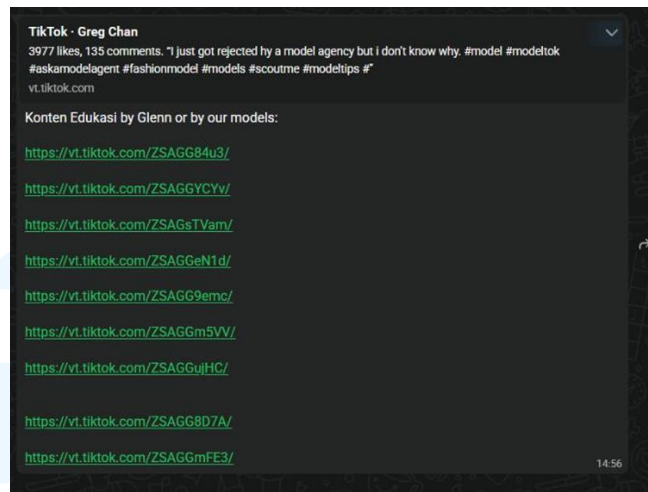 TikTok · Greg Chan
3977 likes, 135 comments. "I just got rejected hy a model agency but i don't know why. #model #modeltok
#askamodelagent #fashionmodel #models #scoutme #modeltips #"
vt.tiktok.com
Konten Edukasi by Glenn or by our models:
https://vt.tiktok.com/ZSAGG84u3/
https://vt.tiktok.com/ZSAGGYCYv/
https://vt.tiktok.com/ZSAGsTVam/
https://vt.tiktok.com/ZSAGGeN1d/
https://vt.tiktok.com/ZSAGG9emc/
https://vt.tiktok.com/ZSAGGm5VV/
https://vt.tiktok.com/ZSAGGujHC/
https://vt.tiktok.com/ZSAGG8D7A/
https://vt.tiktok.com/ZSAGGmFE3/
14:56